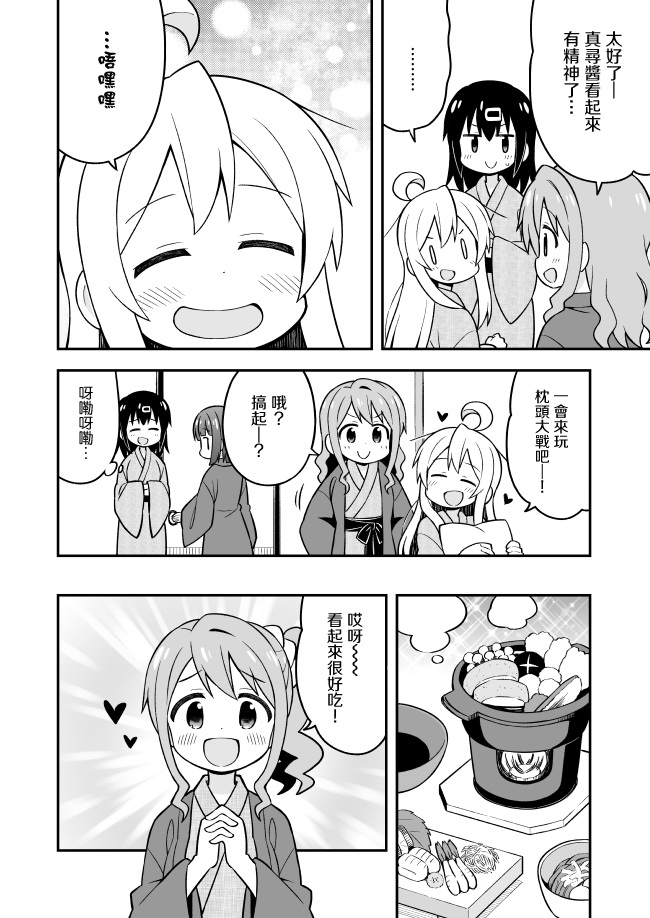 太好了—
真尋醬看起來
有精神了…
………
…唔嘿嘿
一會來玩
枕頭大戰吧——！
哦？
搞起—？
呀嘞呀嘞…
哎呀～～～
看起來很好吃！